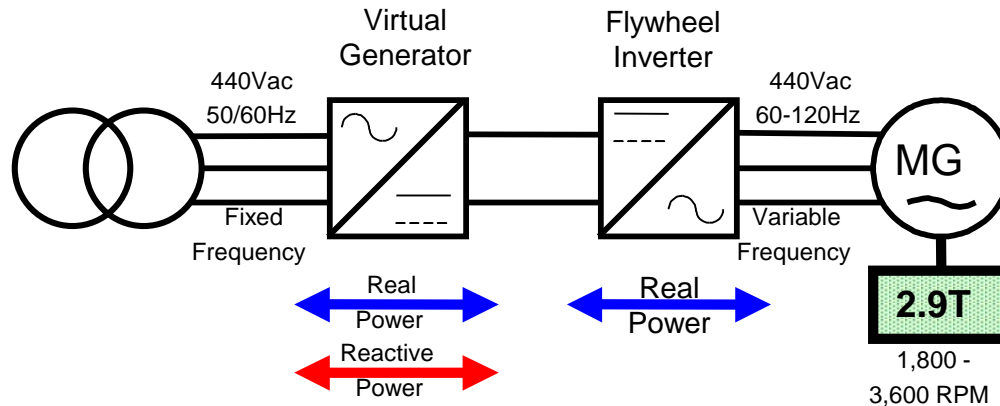 Virtual
Generator
Flywheel
Inverter
440Vac
50/60Hz
440Vac
60-120Hz
MG
Fixed
Frequency
Variable
Frequency
Real
Power
Real
Power
Reactive
Power
2.9T
1,800 -
3,600 RPM